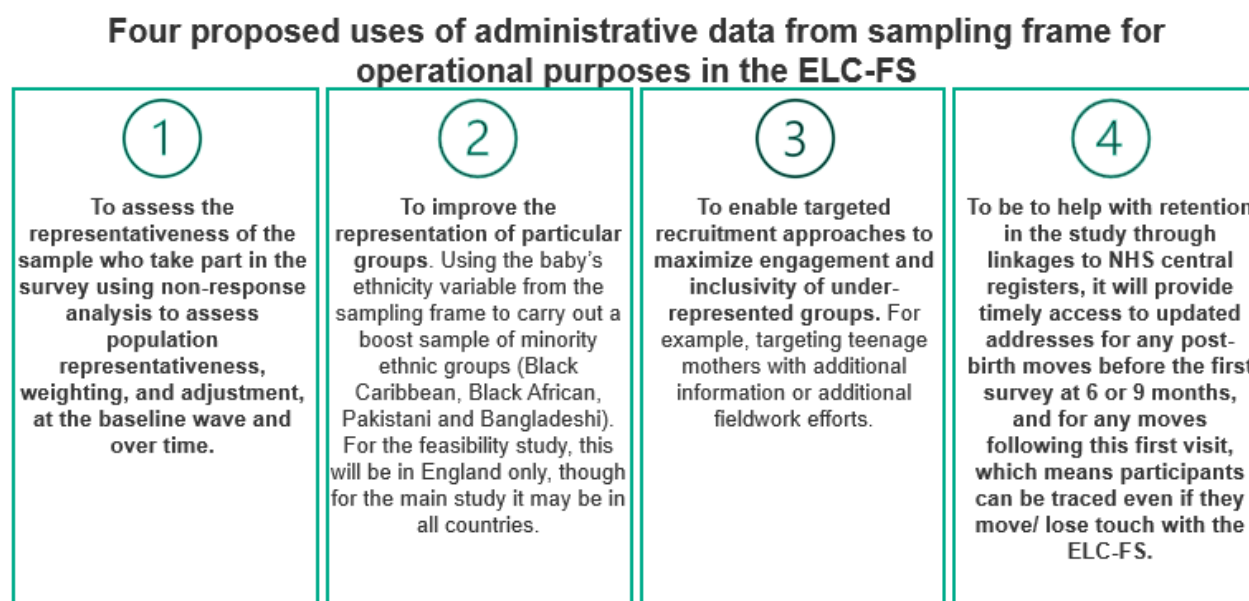 Four proposed uses of administrative data from sampling frame for
operational purposes in the ELC-FS
1
To assess the
representativeness of the
sample who take part in the
survey using non-response
analysis to assess
population
representativeness,
weighting, and adjustment,
at the baseline wave and
over time.
2
To improve the
representation of particular
groups. Using the baby's
ethnicity variable from the
sampling frame to carry out a
boost sample of minority
ethnic groups (Black
Caribbean, Black African,
Pakistani and Bangladeshi).
For the feasibility study, this
will be in England only, though
for the main study it may be in
all countries.
3
To enable targeted
recruitment approaches to
maximize engagement and
inclusivity of under-
represented groups. For
example, targeting teenage
mothers with additional
information or additional
fieldwork efforts.
4
To be to help with retention
in the study through
linkages to NHS central
registers, it will provide
timely access to updated
addresses for any post-
birth moves before the first
survey at 6 or 9 months,
and for any moves
following this first visit,
which means participants
can be traced even if they
move/ lose touch with the
ELC-FS.